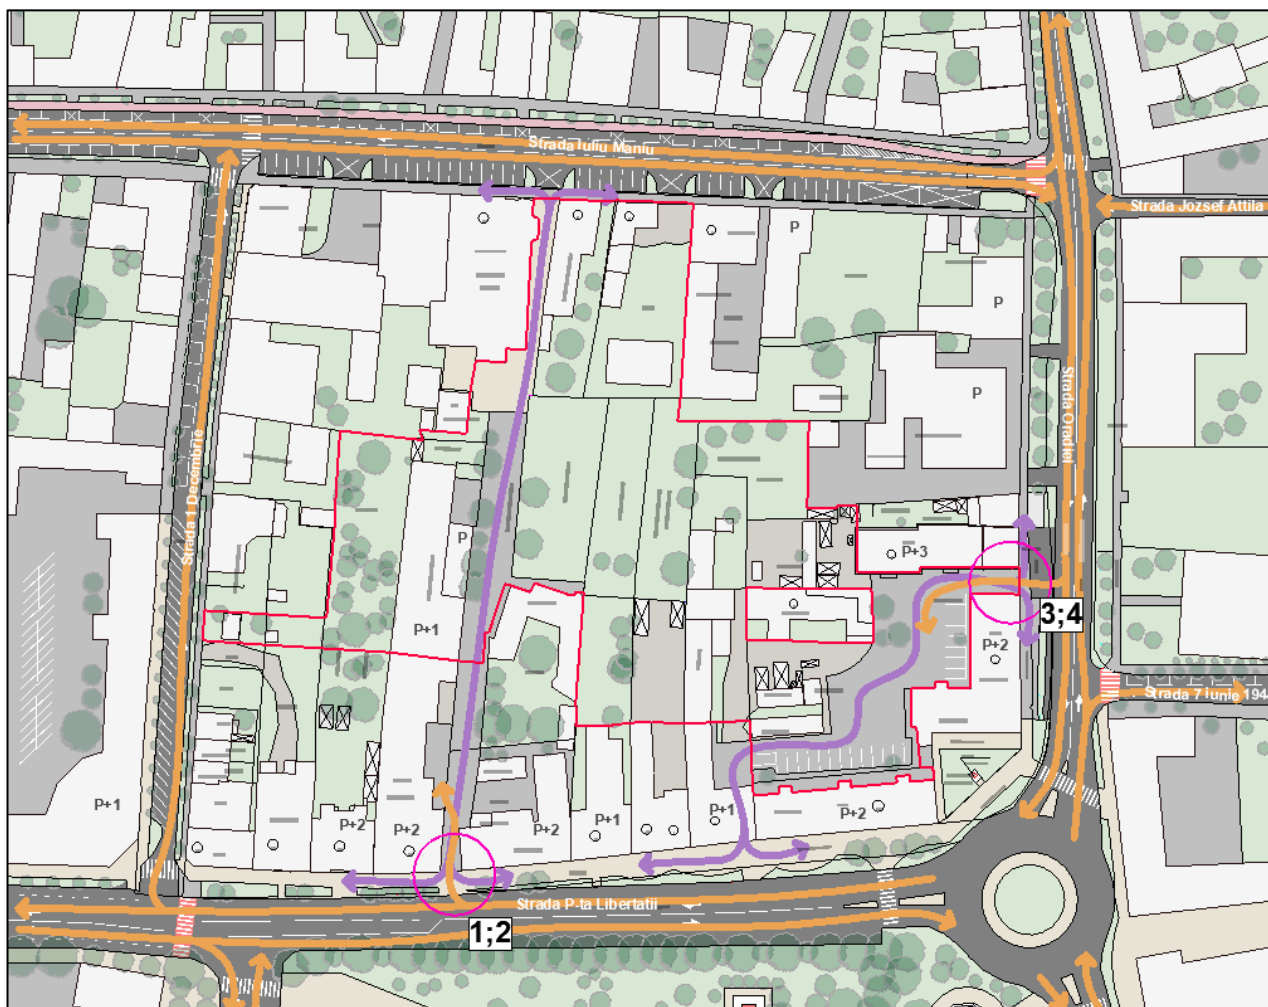 Strada Iuliu Maniu
Strada Jozsef Attila
P
P
P
Strada Oradiei
Strada 1 Decembrie
P
P+3
3;4
P+1
P+2
Strada 7 iunie 194
P+1
P+2
P+2
P+2
P+1
P+1
P+2
Strada P-ta Libertatii
1;2